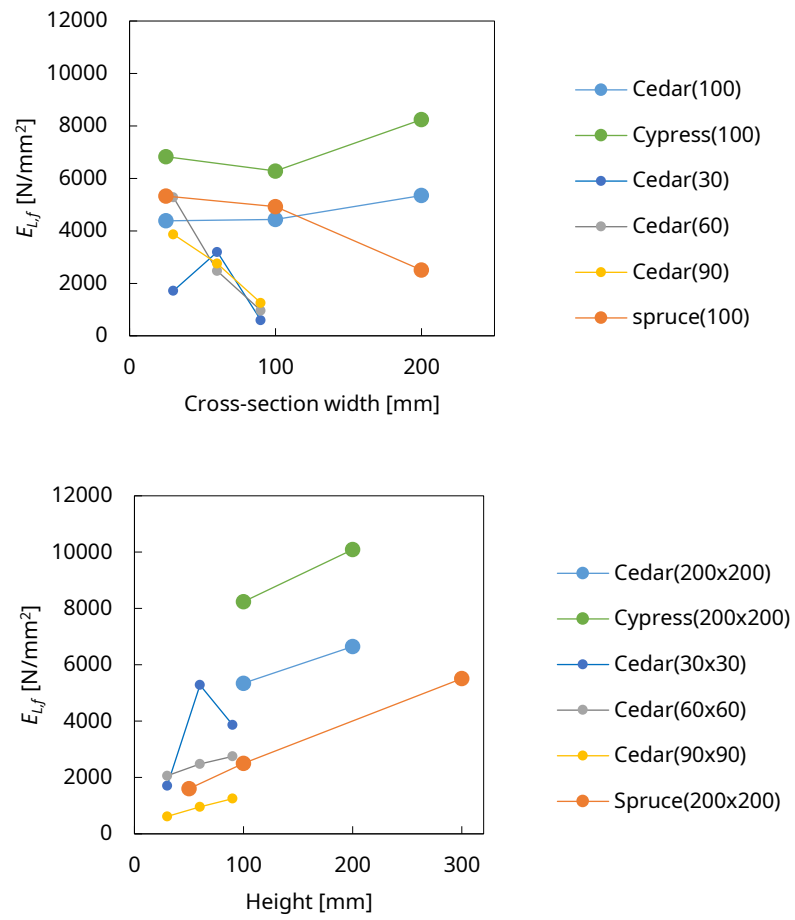 12000
10000
8000
6000
4000
2000
0
E_{L,f} [N/mm²]
0 100 200
Cross-section width [mm]
Cedar(100)
Cypress(100)
Cedar(30)
Cedar(60)
Cedar(90)
spruce(100)
12000
10000
8000
6000
4000
2000
0
E_{L,f} [N/mm²]
0 100 200 300
Height [mm]
Cedar(200x200)
Cypress(200x200)
Cedar(30x30)
Cedar(60x60)
Cedar(90x90)
Spruce(200x200)